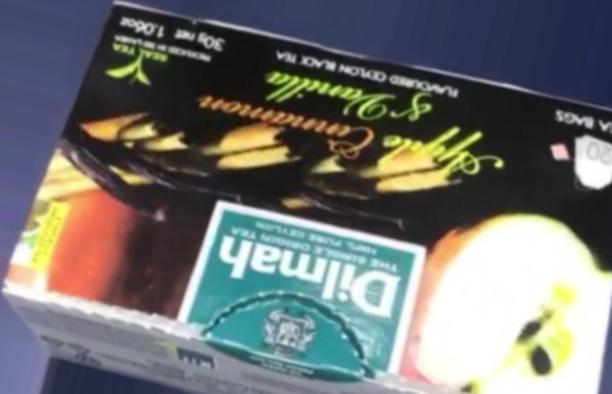 Dilmah
THE SINGLE ORIGIN TEA
100% PURE CEYLON
Apple Cinnamon
& Vanilla
FLAVOURED CEYLON BLACK TEA
REAL TEA
PRODUCED IN SRI LANKA
30g net 1.06oz
BAGS